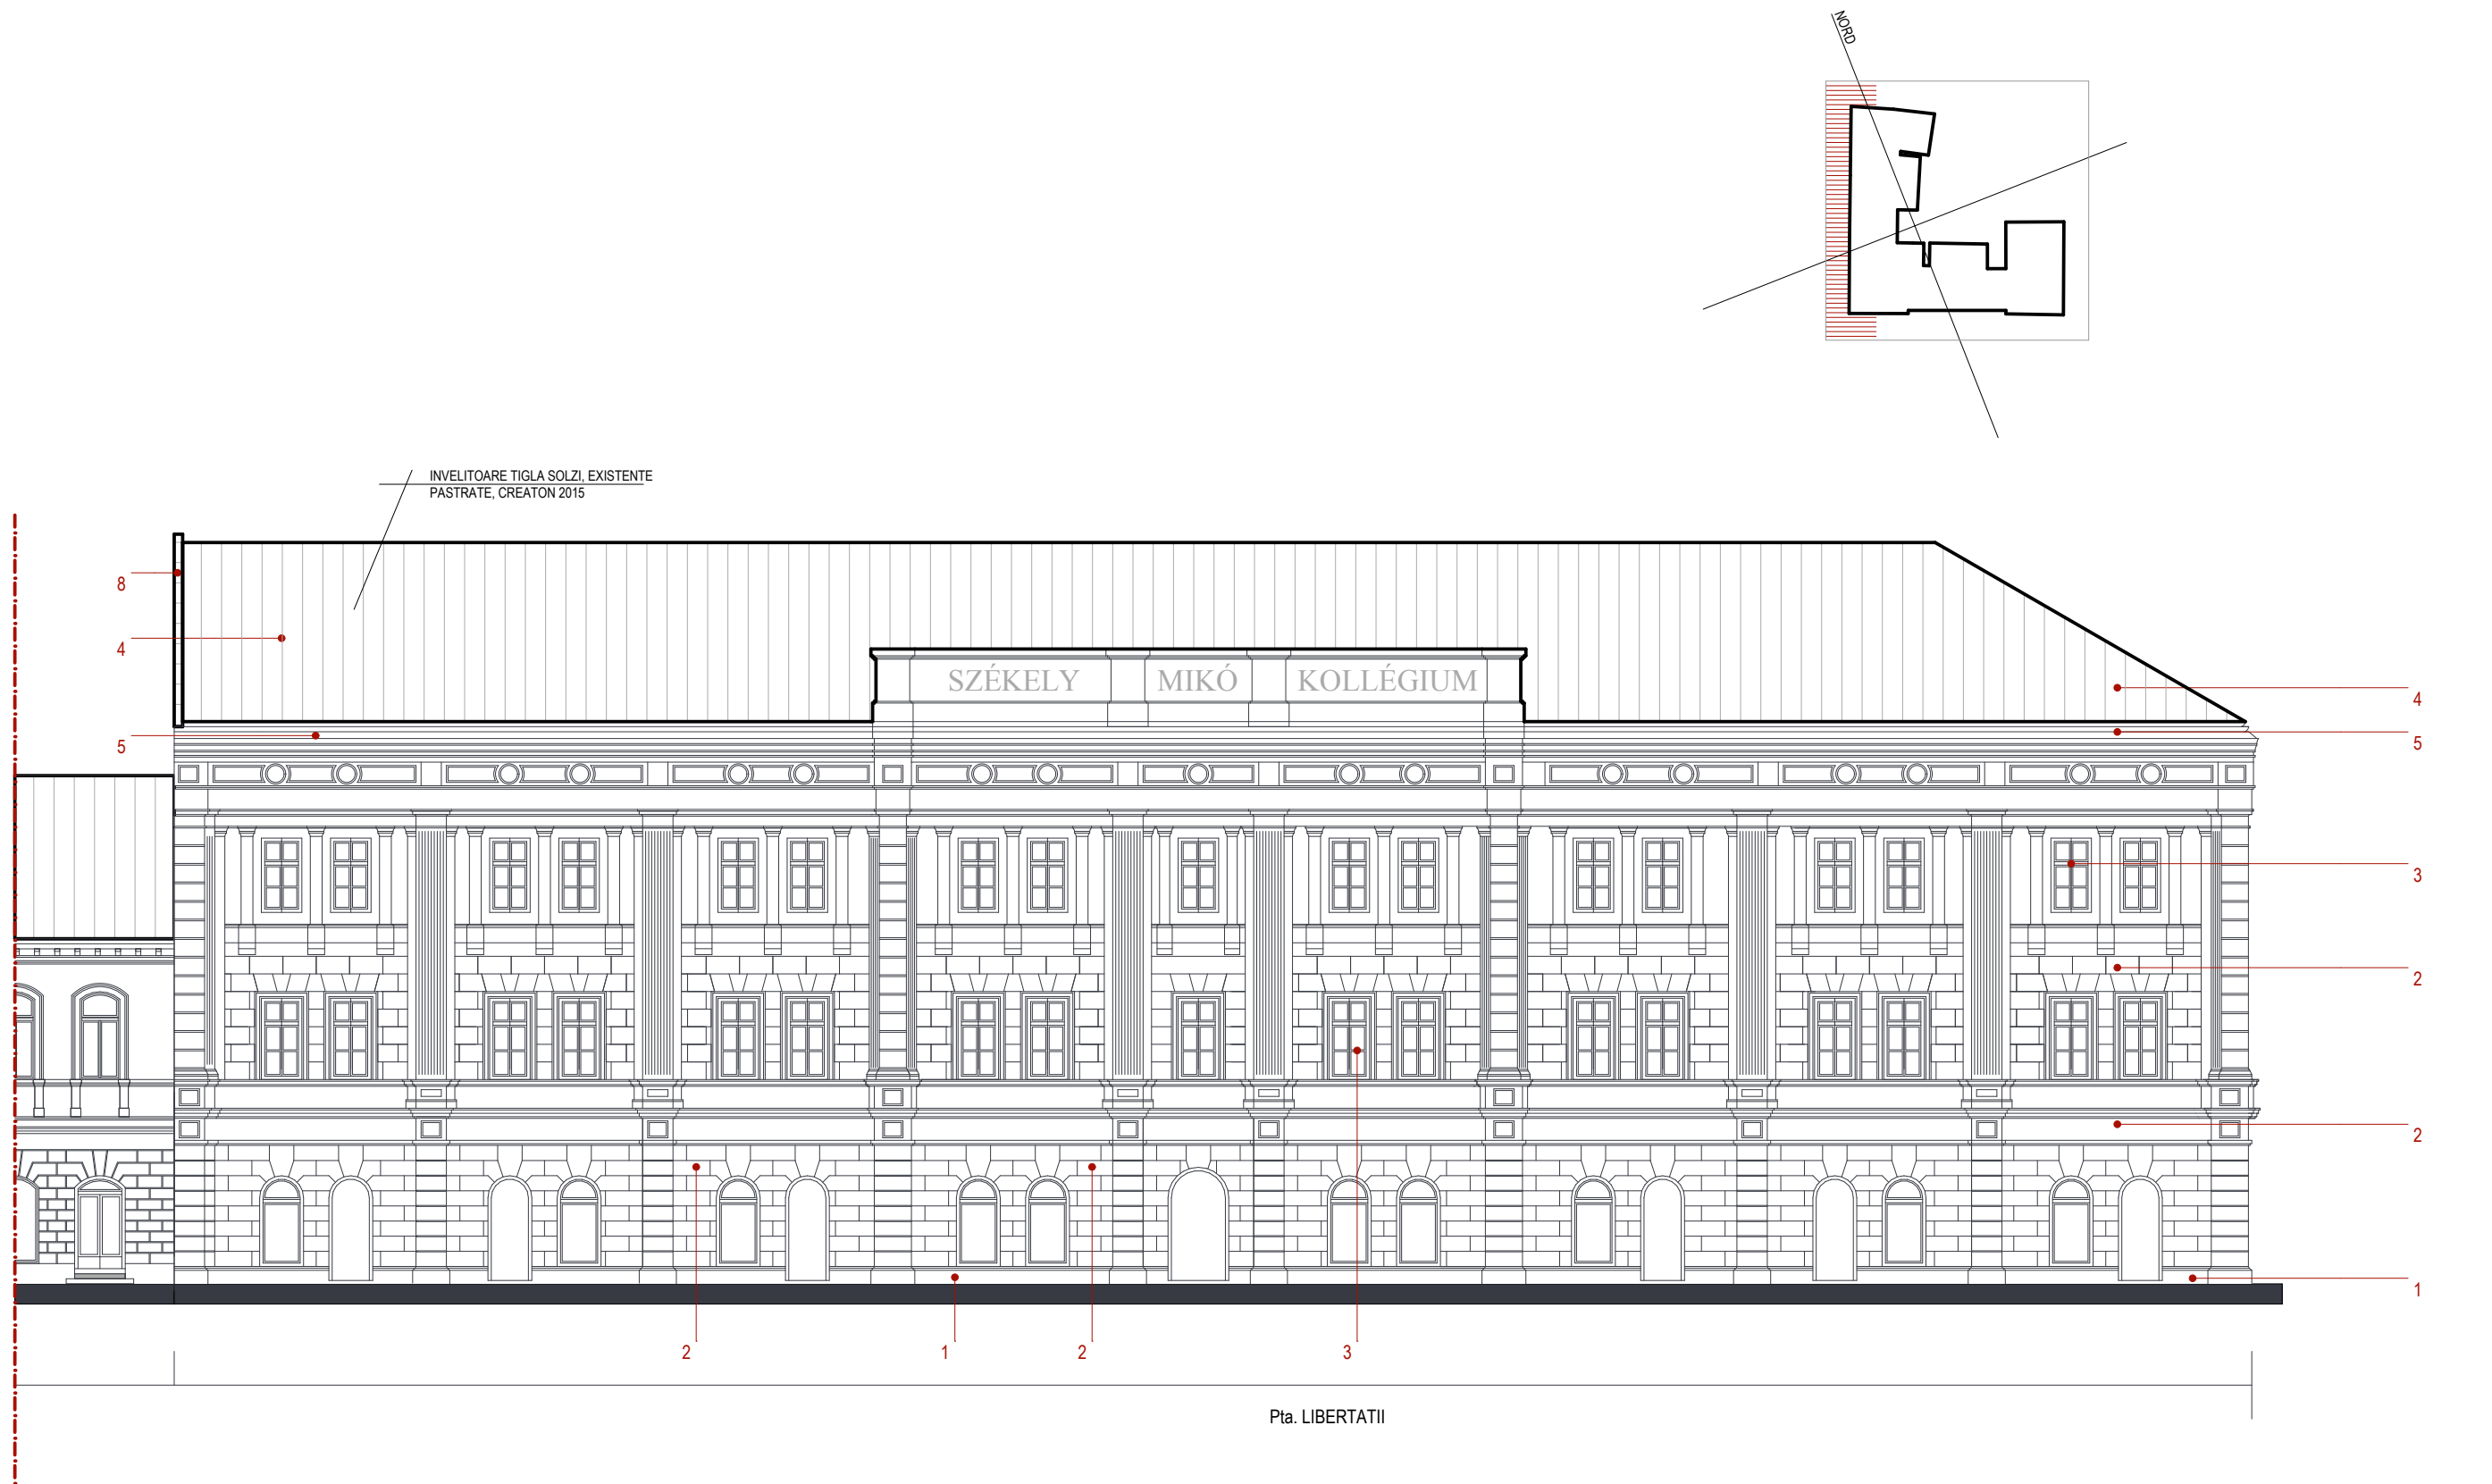 NORD
INVELITOARE TIGLA SOLZI, EXISTENTE
PASTRATE, CREATON 2015
8
4
SZÉKELY MIKÓ KOLLÉGIUM
4
5
5
3
2
2
1
2 1 2 3
Pta. LIBERTATII